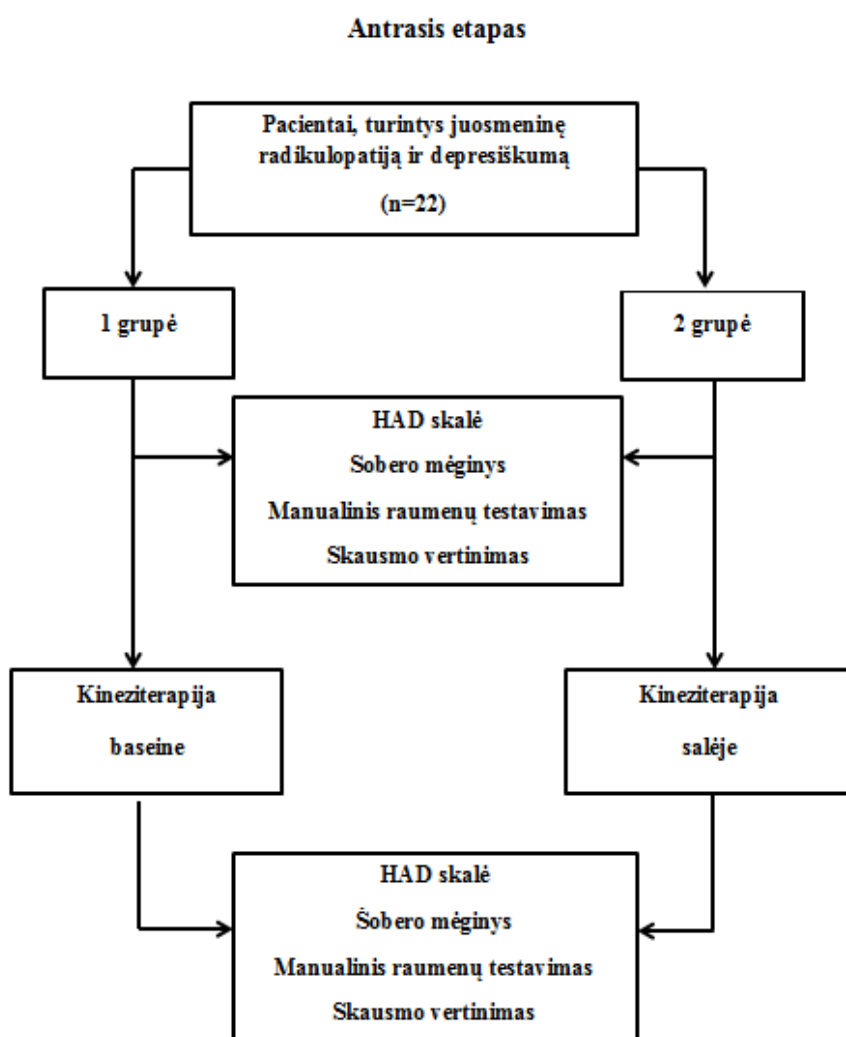 Antrasis etapas
Pacientai, turintys juosmeninę
radikulopatiją ir depresiškumą
(n=22)
1 grupė
2 grupė
HAD skalė
Sobero mėginys
Manualinis raumenų testavimas
Skausmo vertinimas
Kineziterapija
baseine
Kineziterapija
salėje
HAD skalė
Šobero mėginys
Manualinis raumenų testavimas
Skausmo vertinimas